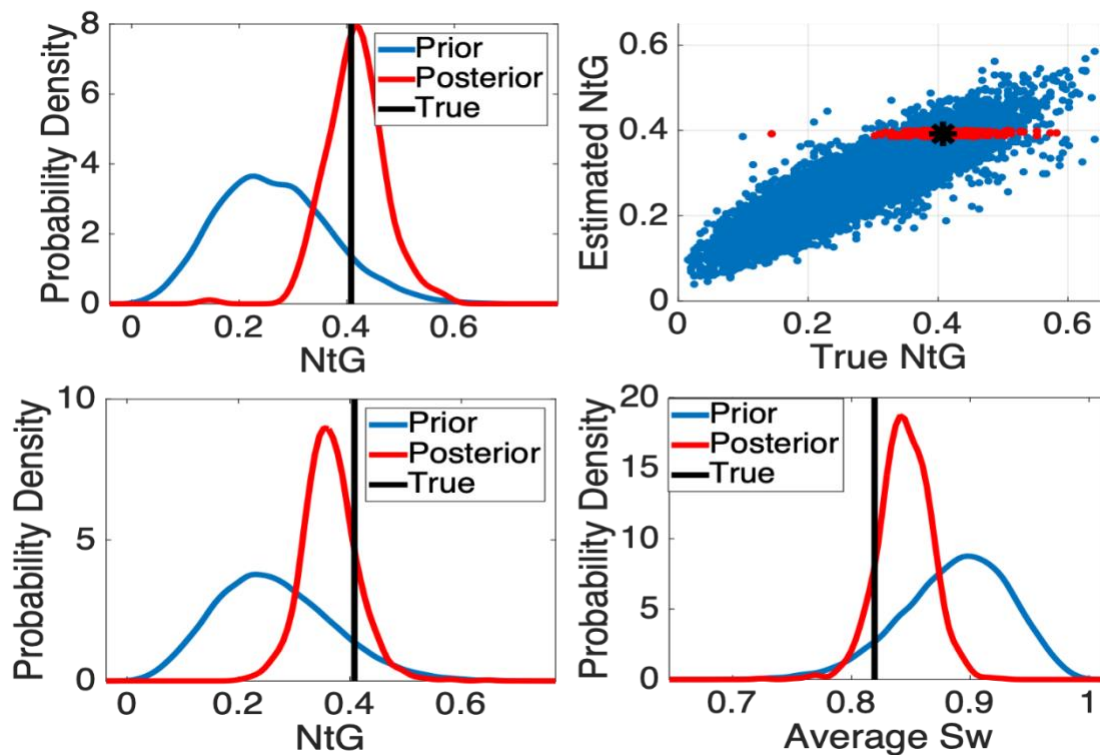 8
6
4
2
0
Probability Density
0 0.2 0.4 0.6
NtG
Prior
Posterior
True
0.6
0.4
0.2
0
Estimated NtG
0 0.2 0.4 0.6
True NtG
10
5
0
Probability Density
0 0.2 0.4 0.6
NtG
Prior
Posterior
True
20
15
10
5
0
Probability Density
0.7 0.8 0.9 1
Average Sw
Prior
Posterior
True